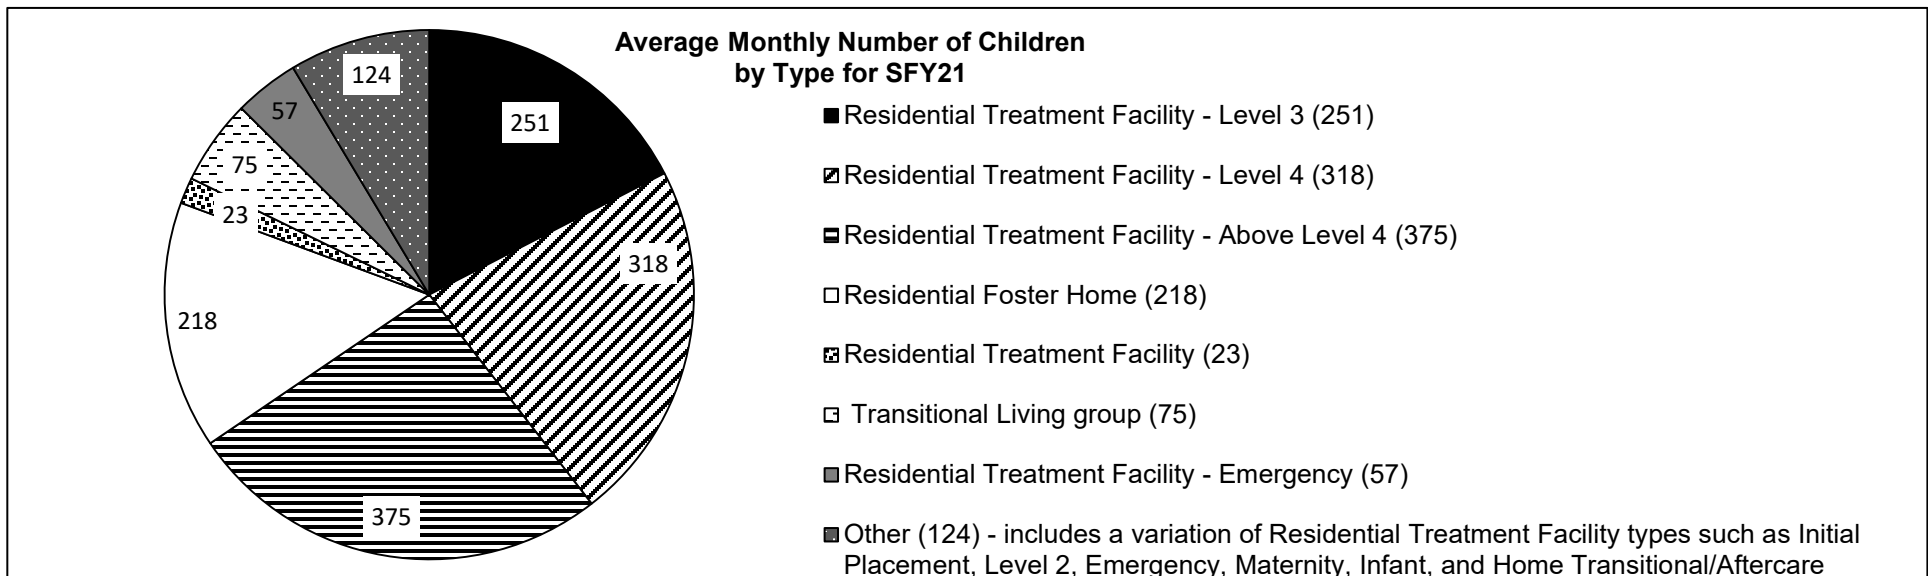 Average Monthly Number of Children
by Type for SFY21
124
251
57
75
23
318
218
375
Residential Treatment Facility - Level 3 (251)
Residential Treatment Facility - Level 4 (318)
Residential Treatment Facility - Above Level 4 (375)
Residential Foster Home (218)
Residential Treatment Facility (23)
Transitional Living group (75)
Residential Treatment Facility - Emergency (57)
Other (124) - includes a variation of Residential Treatment Facility types such as Initial
Placement, Level 2, Emergency, Maternity, Infant, and Home Transitional/Aftercare